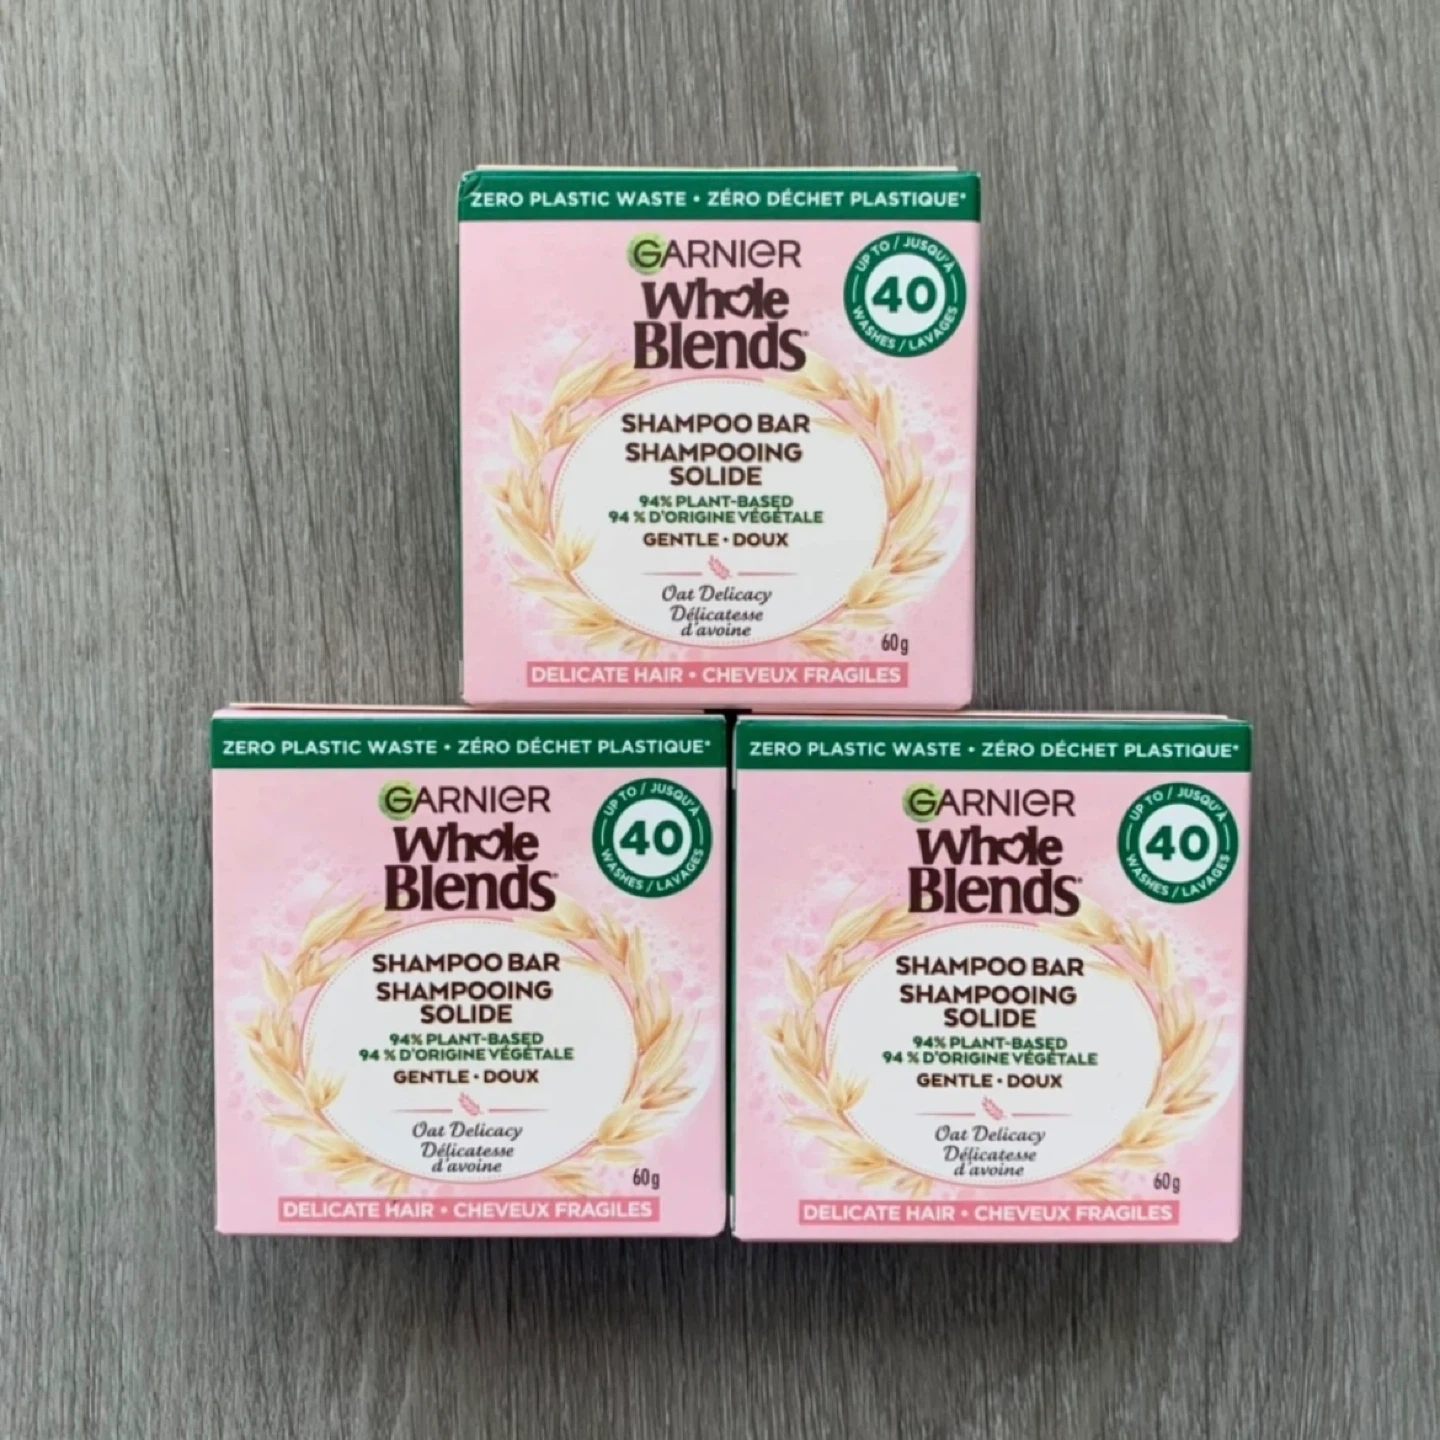 ZERO PLASTIC WASTE • ZÉRO DÉCHET PLASTIQUE*
GARNIER
Whole
Blends
UP TO / JUSQU'À
40
WASHES / LAVAGES
SHAMPOO BAR
SHAMPOOING
SOLIDE
94% PLANT-BASED
94 % D'ORIGINE VÉGÉTALE
GENTLE • DOUX
Oat Delicacy
Délicatesse
d'avoine
60 g
DELICATE HAIR • CHEVEUX FRAGILES
ZERO PLASTIC WASTE • ZÉRO DÉCHET PLASTIQUE*
GARNIER
Whole
Blends
UP TO / JUSQU'À
40
WASHES / LAVAGES
SHAMPOO BAR
SHAMPOOING
SOLIDE
94% PLANT-BASED
94 % D'ORIGINE VÉGÉTALE
GENTLE • DOUX
Oat Delicacy
Délicatesse
d'avoine
60 g
DELICATE HAIR • CHEVEUX FRAGILES
ZERO PLASTIC WASTE • ZÉRO DÉCHET PLASTIQUE*
GARNIER
Whole
Blends
UP TO / JUSQU'À
40
WASHES / LAVAGES
SHAMPOO BAR
SHAMPOOING
SOLIDE
94% PLANT-BASED
94 % D'ORIGINE VÉGÉTALE
GENTLE • DOUX
Oat Delicacy
Délicatesse
d'avoine
60 g
DELICATE HAIR • CHEVEUX FRAGILES